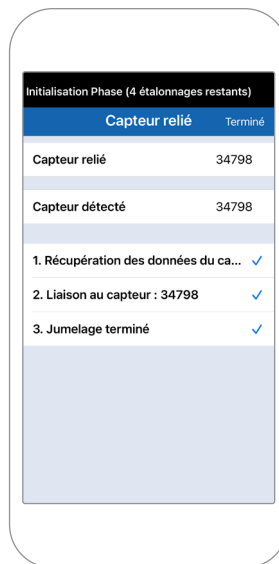 Initialisation Phase (4 étalonnages restants)
Capteur relié Terminé
Capteur relié 34798
Capteur détecté 34798
1. Récupération des données du ca...
2. Liaison au capteur : 34798
3. Jumelage terminé